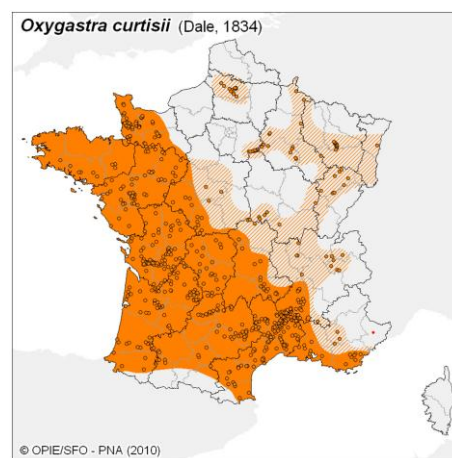 Oxygastra curtisii (Dale, 1834)
© OPIE/SFO - PNA (2010)